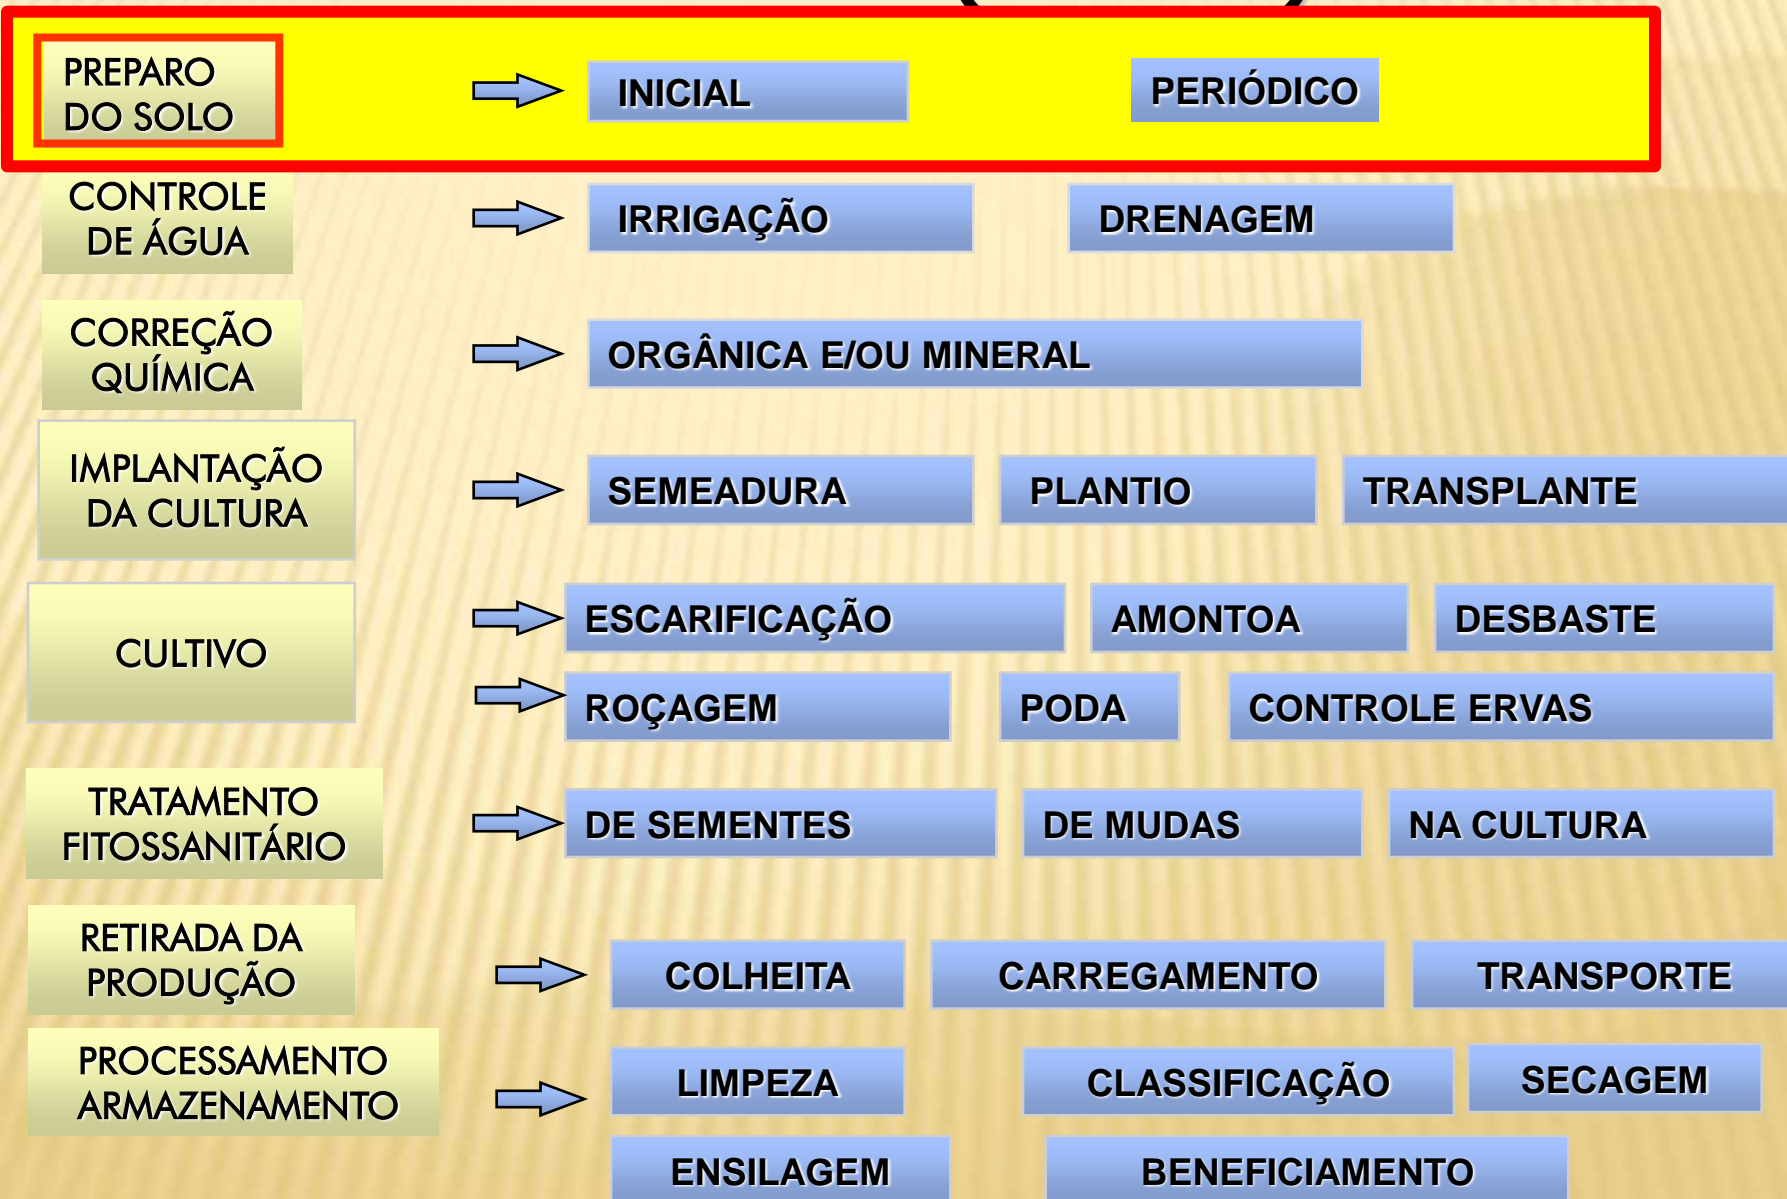 PREPARO
DO SOLO
INICIAL
PERIÓDICO
CONTROLE
DE ÁGUA
IRRIGAÇÃO
DRENAGEM
CORREÇÃO
QUÍMICA
ORGÂNICA E/OU MINERAL
IMPLANTAÇÃO
DA CULTURA
SEMEADURA
PLANTIO
TRANSPLANTE
CULTIVO
ESCARIFICAÇÃO
AMONTOA
DESBASTE
ROÇAGEM
PODA
CONTROLE ERVAS
TRATAMENTO
FITOSSANITÁRIO
DE SEMENTES
DE MUDAS
NA CULTURA
RETIRADA DA
PRODUÇÃO
COLHEITA
CARREGAMENTO
TRANSPORTE
PROCESSAMENTO
ARMAZENAMENTO
LIMPEZA
CLASSIFICAÇÃO
SECAGEM
ENSILAGEM
BENEFICIAMENTO